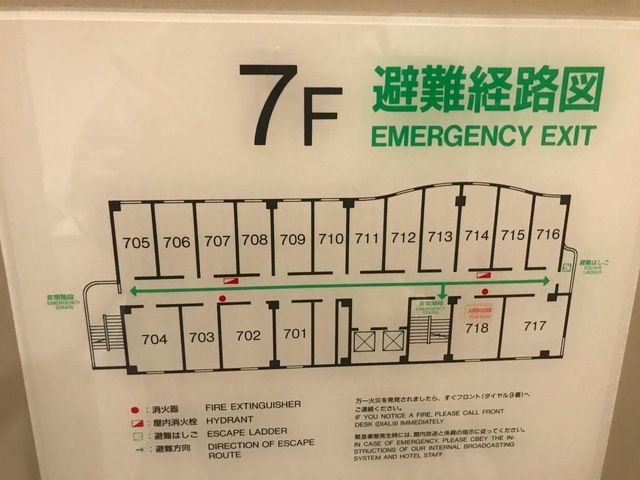 7F 避難経路図
EMERGENCY EXIT
705 706 707 708 709 710 711 712 713 714 715 716
避難はしご
ESCAPE
LADDER
非常階段
EMERGENCY
STAIRS
非常階段
EMERGENCY
STAIRS
704 703 702 701 718 717
●：消火器 FIRE EXTINGUISHER
：屋内消火栓 HYDRANT
：避難はしご ESCAPE LADDER
→：避難方向 DIRECTION OF ESCAPE
ROUTE
万一火災を発見されましたら、すぐフロント(ダイヤル9番)へ
ご連絡ください。
IF YOU NOTICE A FIRE, PLEASE CALL FRONT
DESK (DIAL9) IMMEDIATELY
緊急事態発生時には、館内放送と係員の指示に従ってください。
IN CASE OF EMERGENCY, PLEASE OBEY THE IN-
STRUCTIONS OF OUR INTERNAL BROADCASTING
SYSTEM AND HOTEL STAFF.